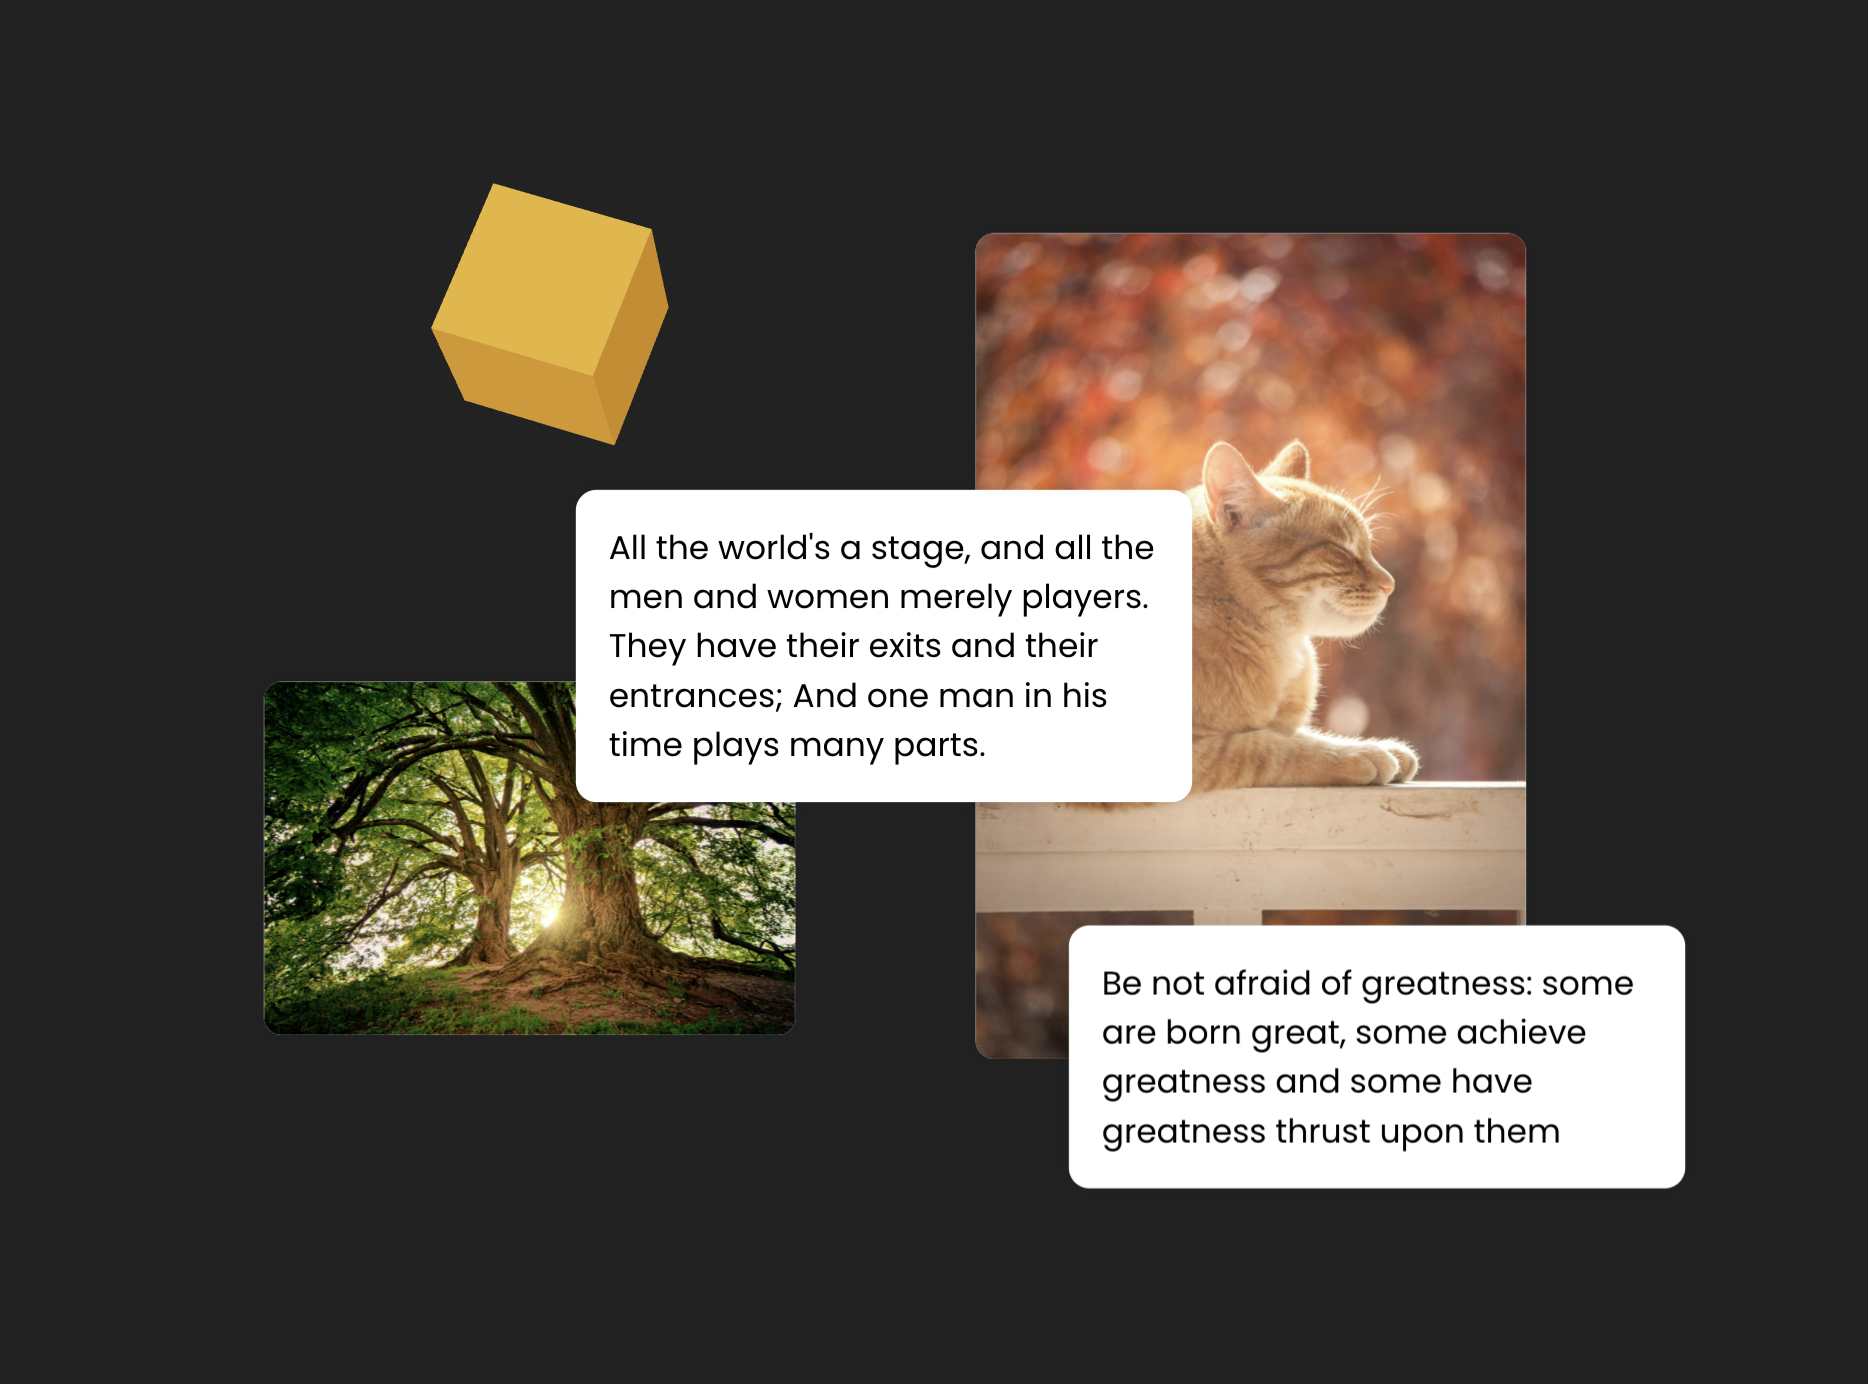 All the world's a stage, and all the
men and women merely players.
They have their exits and their
entrances; And one man in his
time plays many parts.
Be not afraid of greatness: some
are born great, some achieve
greatness and some have
greatness thrust upon them